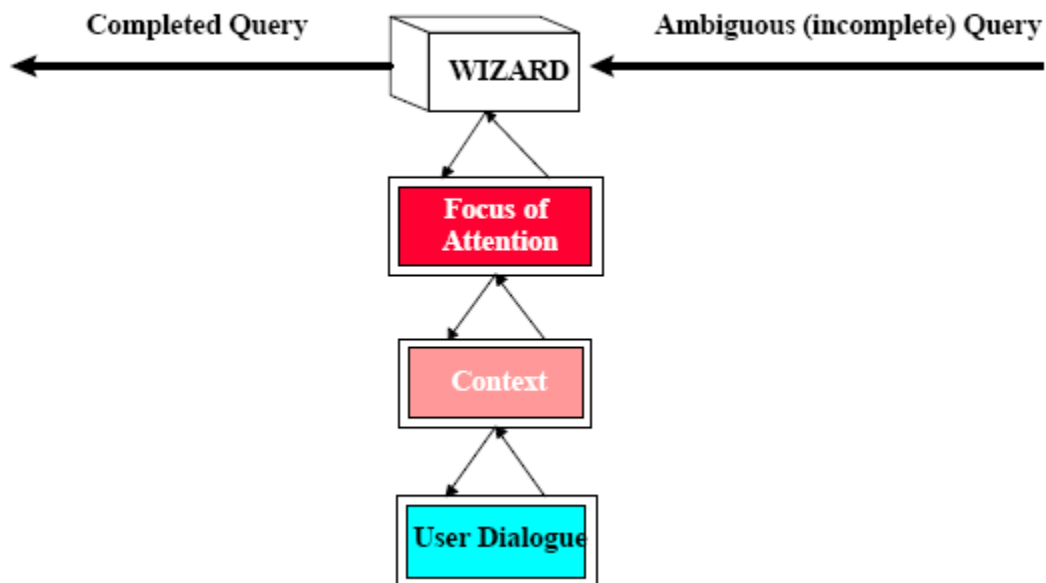 Completed Query
Ambiguous (incomplete) Query
WIZARD
Focus of
Attention
Context
User Dialogue